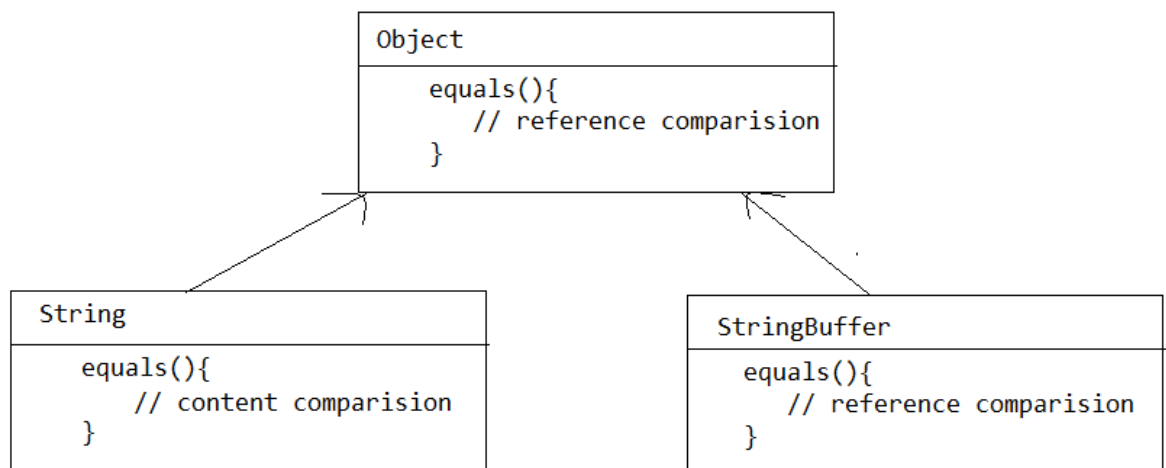 Object
equals(){
// reference comparision
}
String
equals(){
// content comparision
}
StringBuffer
equals(){
// reference comparision
}